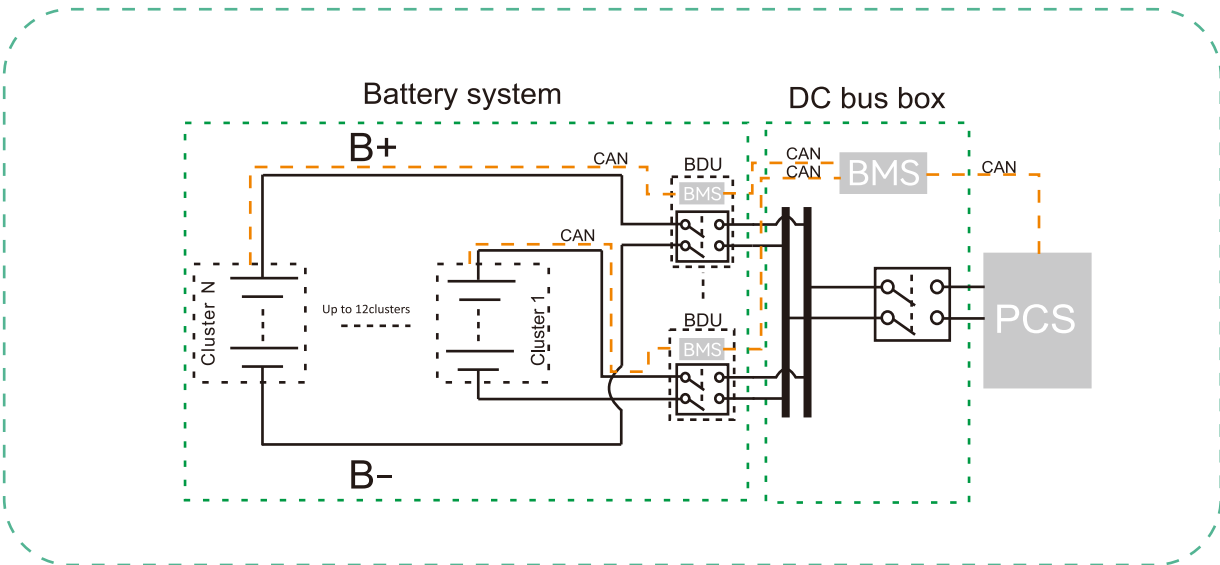 Battery system
DC bus box
B+
CAN
BDU
CAN
CAN
BMS
CAN
BMS
CAN
Cluster N
Up to 12clusters
Cluster 1
BDU
BMS
PCS
B−